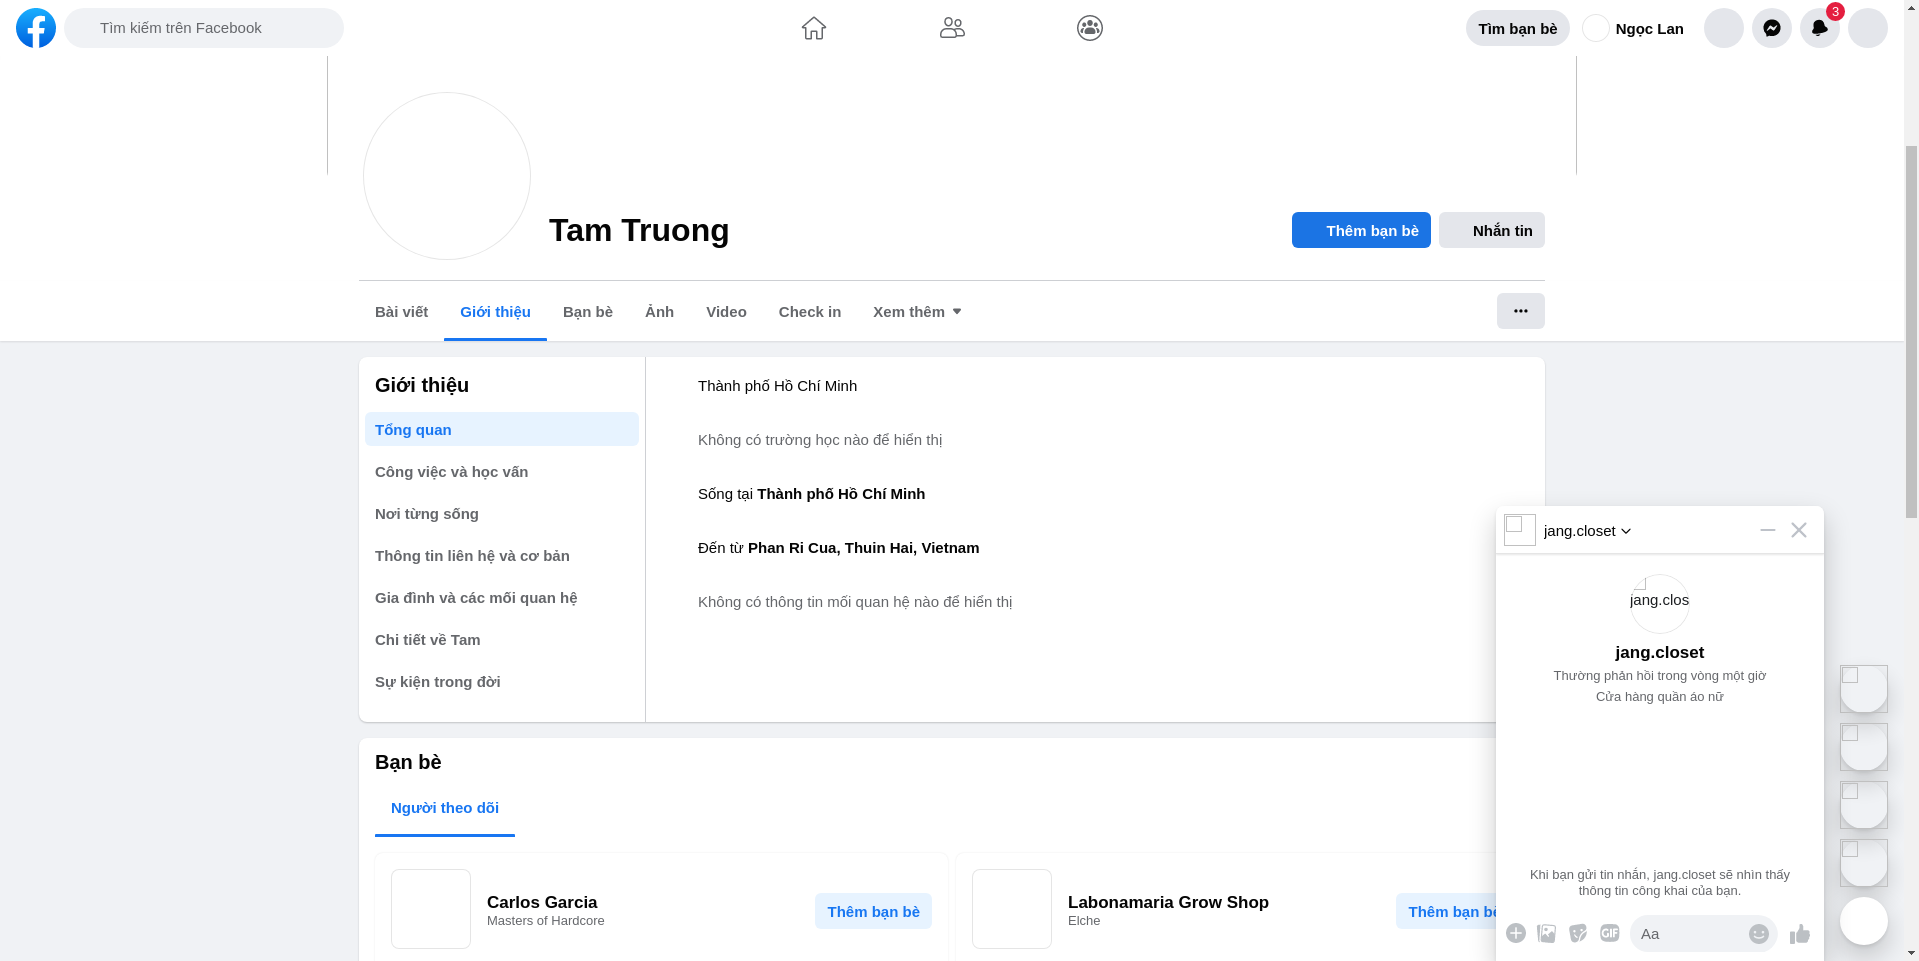 Tìm kiếm trên Facebook
Tìm bạn bè
Ngọc Lan
3
Tam Truong
Thêm bạn bè
Nhắn tin
Bài viết
Giới thiệu
Bạn bè
Ảnh
Video
Check in
Xem thêm
Giới thiệu
Tổng quan
Công việc và học vấn
Nơi từng sống
Thông tin liên hệ và cơ bản
Gia đình và các mối quan hệ
Chi tiết về Tam
Sự kiện trong đời
Thành phố Hồ Chí Minh
Không có trường học nào để hiển thị
Sống tại Thành phố Hồ Chí Minh
Đến từ Phan Ri Cua, Thuin Hai, Vietnam
Không có thông tin mối quan hệ nào để hiển thị
Bạn bè
Người theo dõi
Carlos Garcia
Masters of Hardcore
Thêm bạn bè
Labonamaria Grow Shop
Elche
Thêm bạn bè
jang.closet
jang.clos
jang.closet
Thường phản hồi trong vòng một giờ
Cửa hàng quần áo nữ
Khi bạn gửi tin nhắn, jang.closet sẽ nhìn thấy
thông tin công khai của bạn.
GIF
Aa